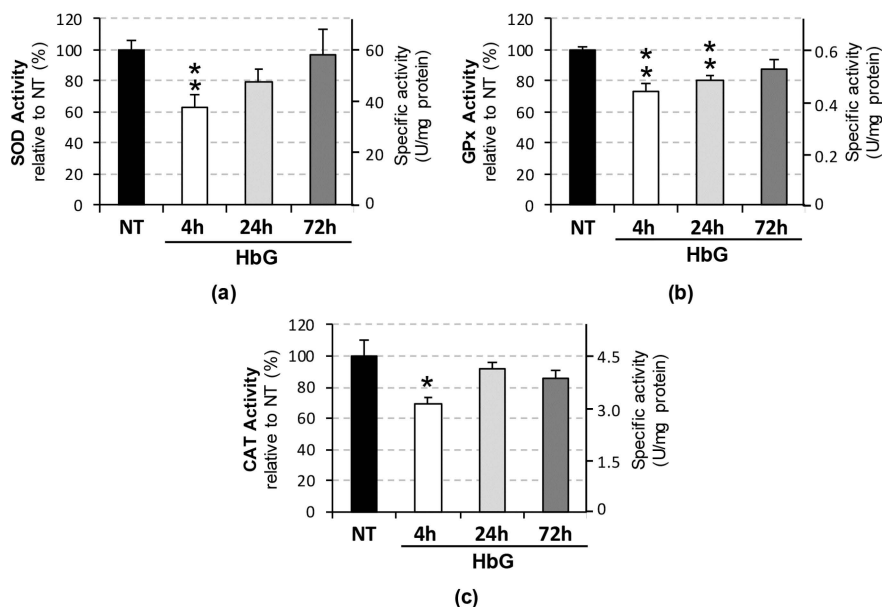 120
100
80
60
40
20
0
SOD Activity
relative to NT (%)
60
40
20
0
Specific activity
(U/mg protein)
**
NT 4h 24h 72h
HbG
(a)
120
100
80
60
40
20
0
GPx Activity
relative to NT (%)
0.6
0.4
0.2
0
Specific activity
(U/mg protein)
** **
NT 4h 24h 72h
HbG
(b)
120
100
80
60
40
20
0
CAT Activity
relative to NT (%)
4.5
3.0
1.5
0
Specific activity
(U/mg protein)
*
NT 4h 24h 72h
HbG
(c)